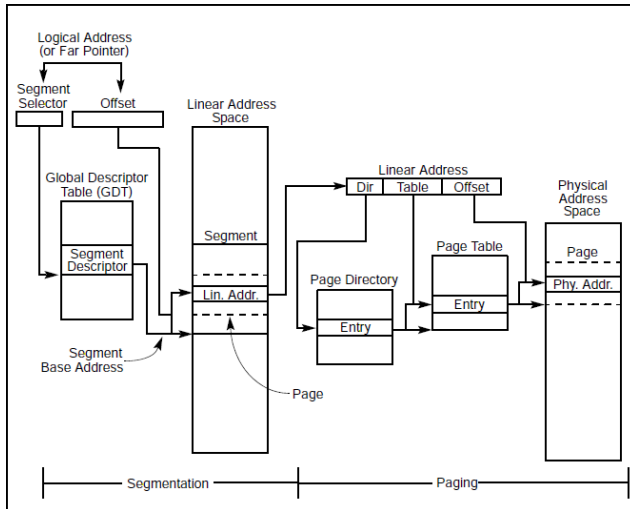 Logical Address
(or Far Pointer)
Segment
Selector
Offset
Linear Address
Space
Global Descriptor
Table (GDT)
Segment
Descriptor
Segment
Lin. Addr.
Segment
Base Address
Page
Linear Address
Dir
Table
Offset
Page Directory
Entry
Page Table
Entry
Physical
Address
Space
Page
Phy. Addr.
Segmentation
Paging